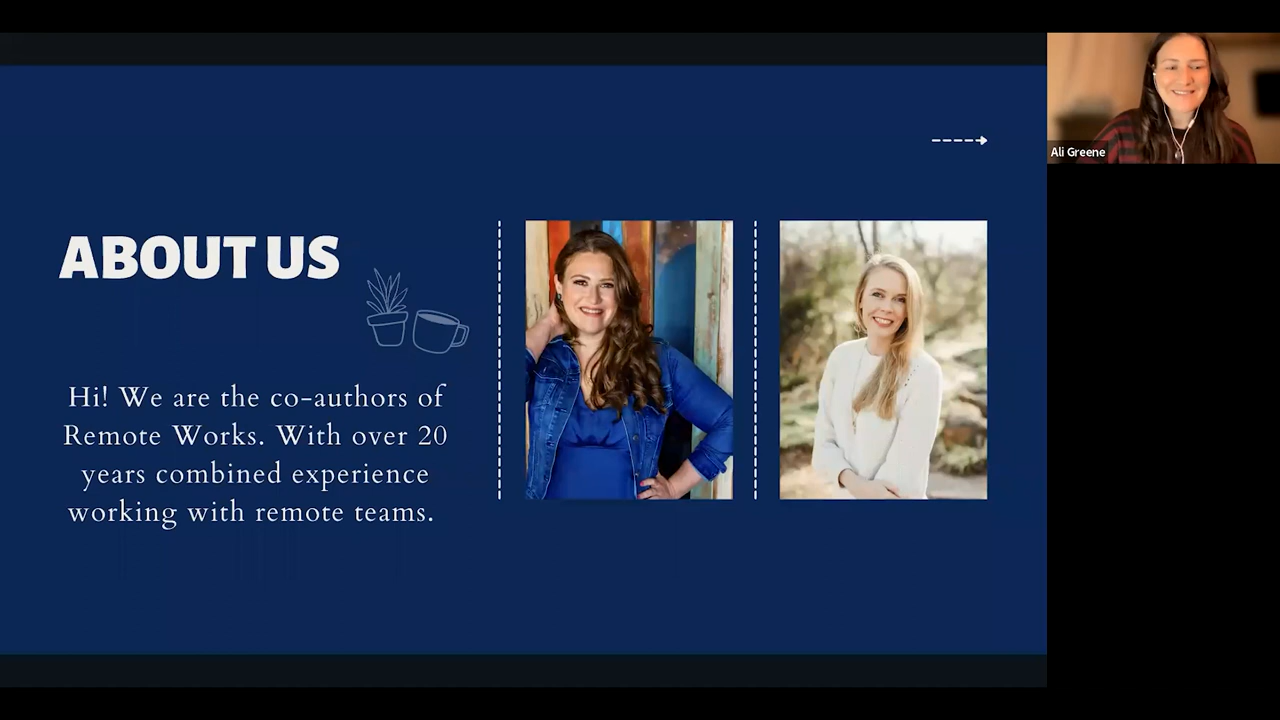 ABOUT US
Hi! We are the co-authors of
Remote Works. With over 20
years combined experience
working with remote teams.
Ali Greene